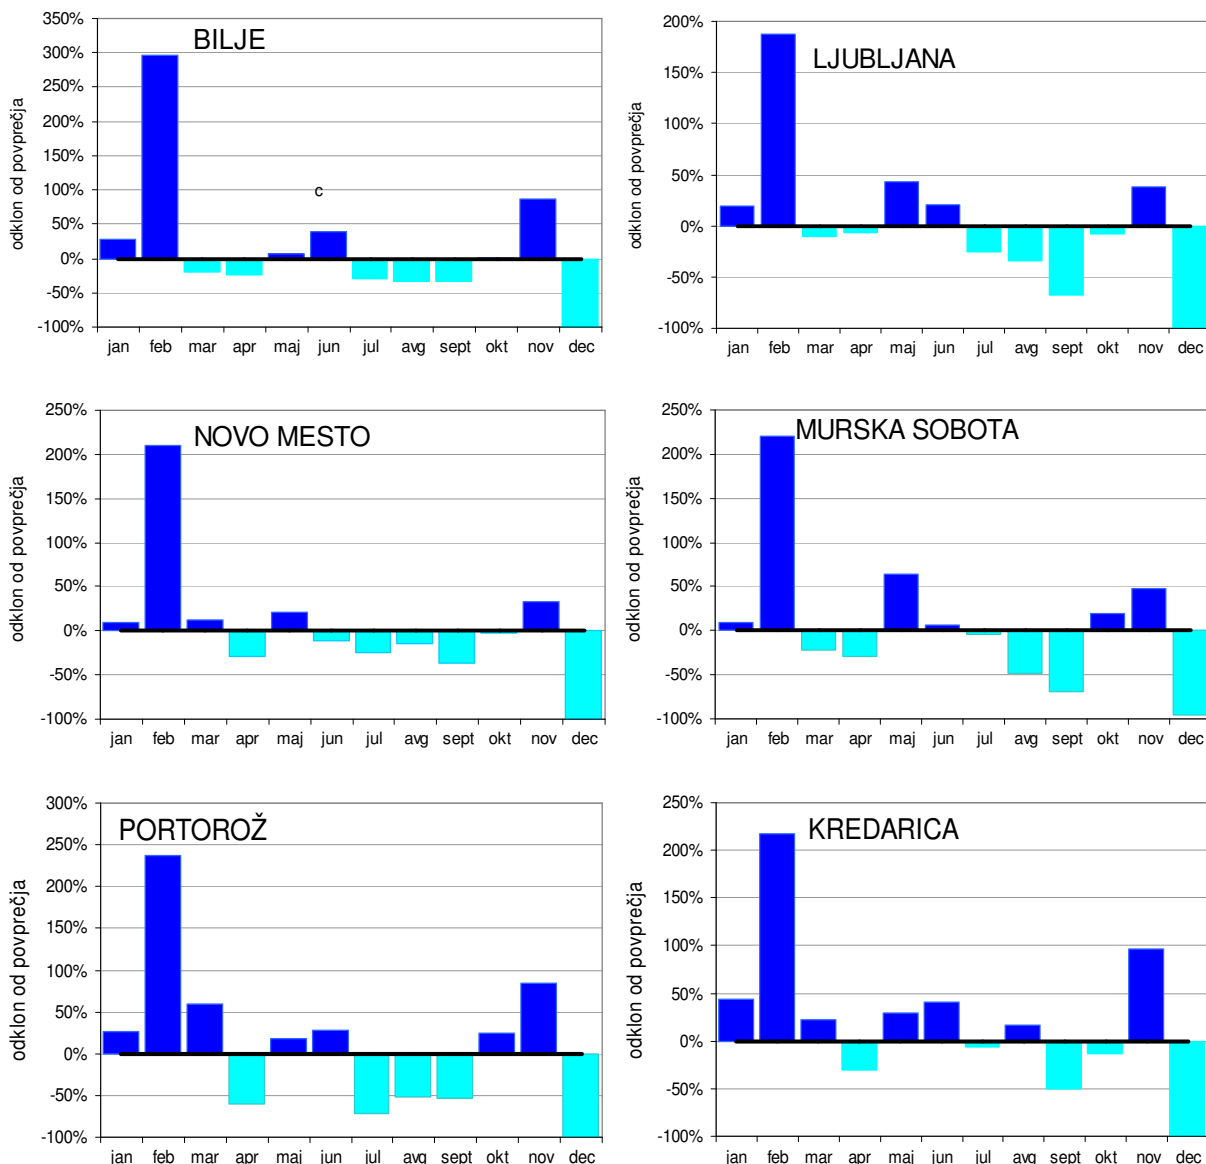 BILJE
odklon od povprečja
350%
300%
250%
200%
150%
100%
50%
0%
-50%
-100%
c
jan feb mar apr maj jun jul avg sept okt nov dec
LJUBLJANA
odklon od povprečja
200%
150%
100%
50%
0%
-50%
-100%
jan feb mar apr maj jun jul avg sept okt nov dec
NOVO MESTO
odklon od povprečja
250%
200%
150%
100%
50%
0%
-50%
-100%
jan feb mar apr maj jun jul avg sept okt nov dec
MURSKA SOBOTA
odklon od povprečja
250%
200%
150%
100%
50%
0%
-50%
-100%
jan feb mar apr maj jun jul avg sept okt nov dec
PORTOROŽ
odklon od povprečja
300%
250%
200%
150%
100%
50%
0%
-50%
-100%
jan feb mar apr maj jun jul avg sept okt nov dec
KREDARICA
odklon od povprečja
250%
200%
150%
100%
50%
0%
-50%
-100%
jan feb mar apr maj jun jul avg sept okt nov dec